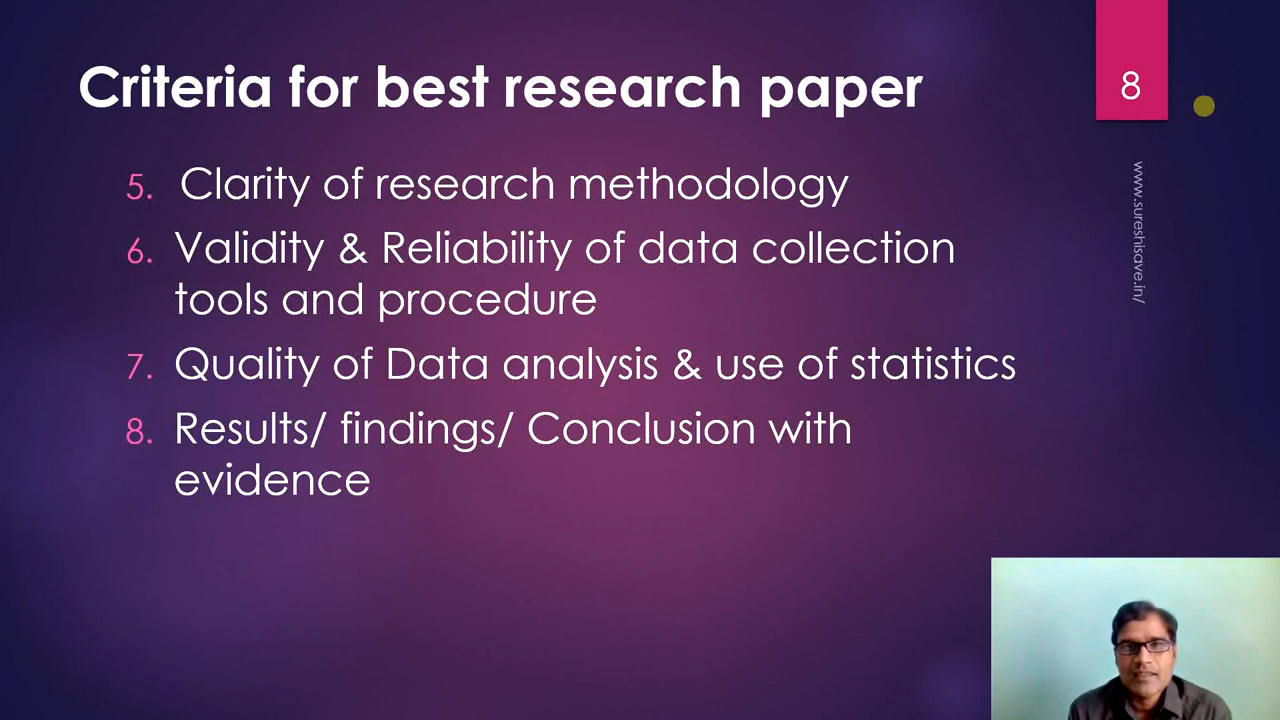 Criteria for best research paper
8
5. Clarity of research methodology
6. Validity & Reliability of data collection
tools and procedure
7. Quality of Data analysis & use of statistics
8. Results/ findings/ Conclusion with
evidence
www.sureshisave.in/